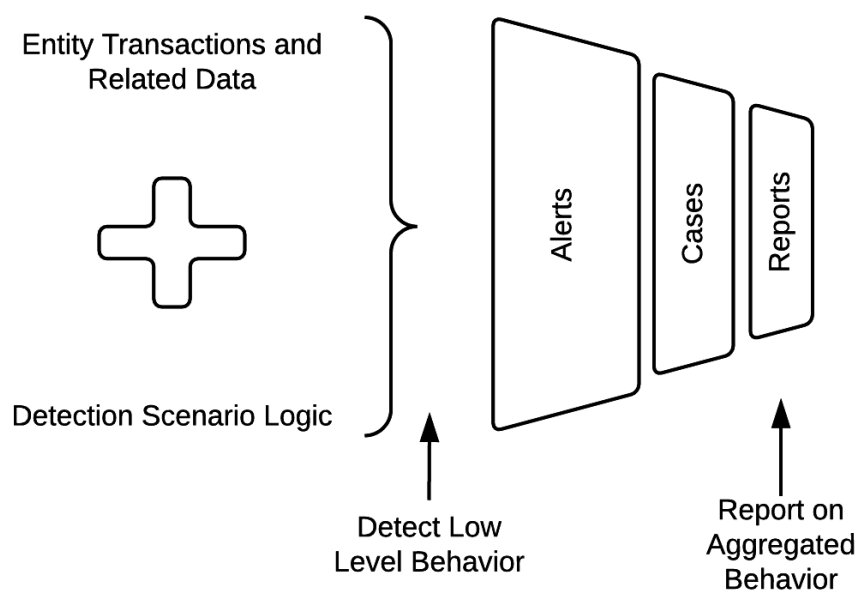 Entity Transactions and
Related Data
Detection Scenario Logic
Alerts
Cases
Reports
Detect Low
Level Behavior
Report on
Aggregated
Behavior